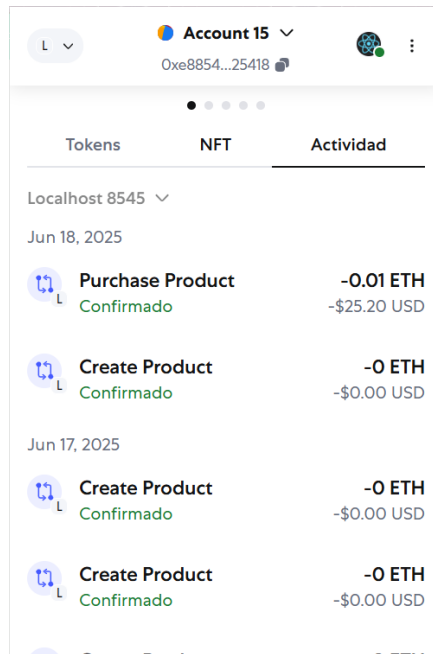 L
Account 15
0xe8854...25418
Tokens
NFT
Actividad
Localhost 8545
Jun 18, 2025
L
Purchase Product
-0.01 ETH
Confirmado
-$25.20 USD
L
Create Product
-0 ETH
Confirmado
-$0.00 USD
Jun 17, 2025
L
Create Product
-0 ETH
Confirmado
-$0.00 USD
L
Create Product
-0 ETH
Confirmado
-$0.00 USD